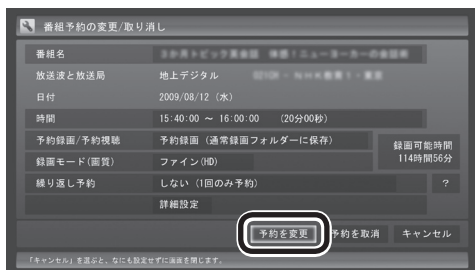 番組予約の変更/取り消し
番組名
放送波と放送局 地上デジタル
日付 2009/08/12 (水)
時間 15:40:00 ~ 16:00:00 (20分00秒)
予約録画/予約視聴 予約録画 (通常録画フォルダーに保存)
録画可能時間
114時間56分
録画モード(画質) ファイン(HD)
繰り返し予約 しない (1回のみ予約) ?
詳細設定
予約を変更 予約を取消 キャンセル
「キャンセル」を選ぶと、なにも設定せずに画面を閉じます。